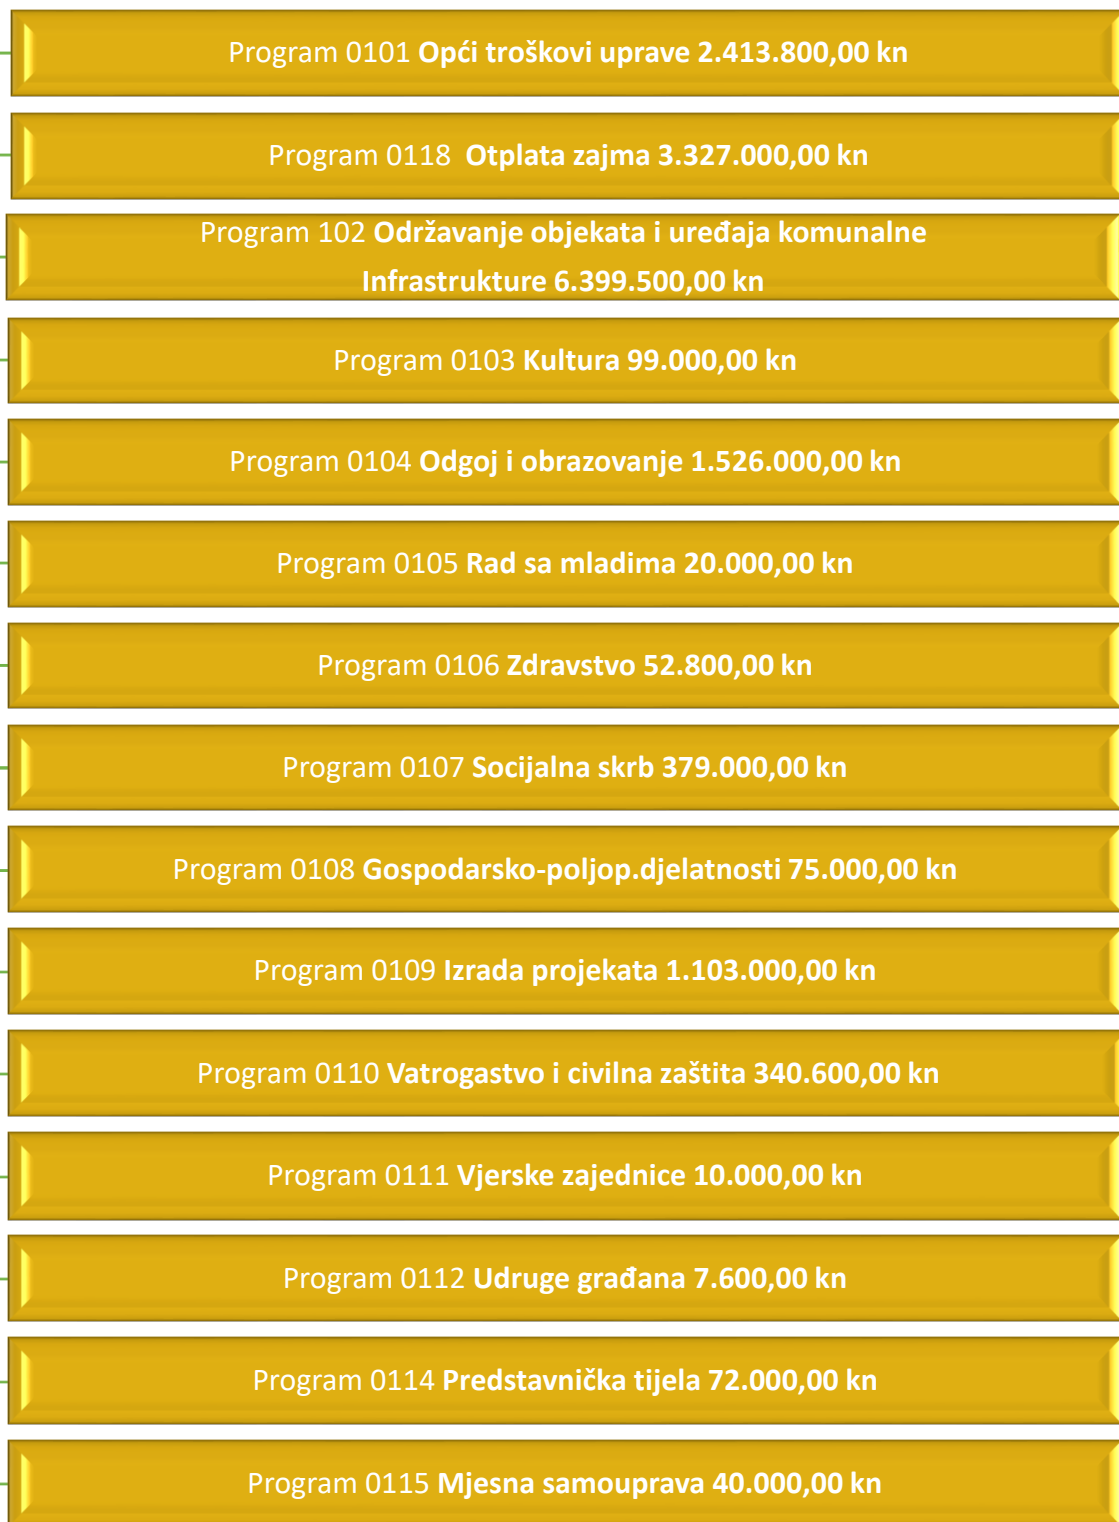 Program 0101 Opći troškovi uprave 2.413.800,00 kn
Program 0118 Otplata zajma 3.327.000,00 kn
Program 102 Održavanje objekata i uređaja komunalne
Infrastrukture 6.399.500,00 kn
Program 0103 Kultura 99.000,00 kn
Program 0104 Odgoj i obrazovanje 1.526.000,00 kn
Program 0105 Rad sa mladima 20.000,00 kn
Program 0106 Zdravstvo 52.800,00 kn
Program 0107 Socijalna skrb 379.000,00 kn
Program 0108 Gospodarsko-poljop.djelatnosti 75.000,00 kn
Program 0109 Izrada projekata 1.103.000,00 kn
Program 0110 Vatrogastvo i civilna zaštita 340.600,00 kn
Program 0111 Vjerske zajednice 10.000,00 kn
Program 0112 Udruge građana 7.600,00 kn
Program 0114 Predstavnička tijela 72.000,00 kn
Program 0115 Mjesna samouprava 40.000,00 kn